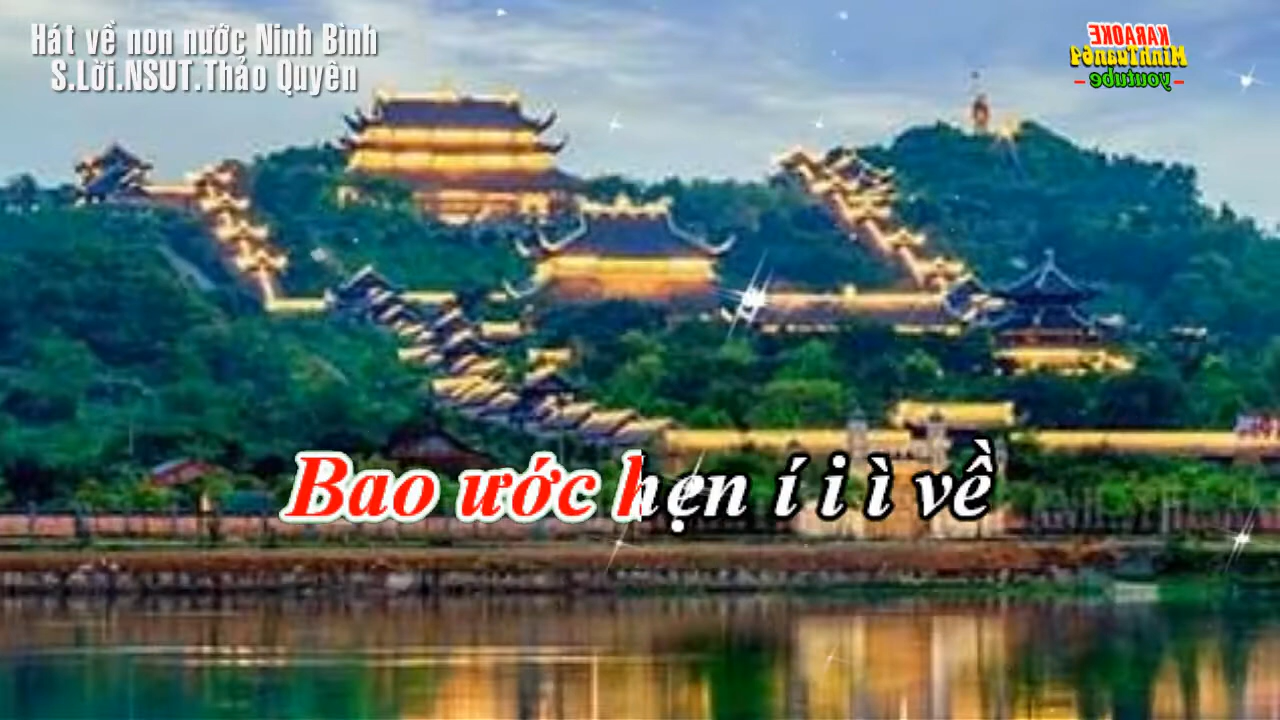 Hát về non nước Ninh Bình
S.Lời.NSUT.Thảo Quyên
KARAOKE
MinhTuan64
- youtube -
Bao ước hẹn í i ì về